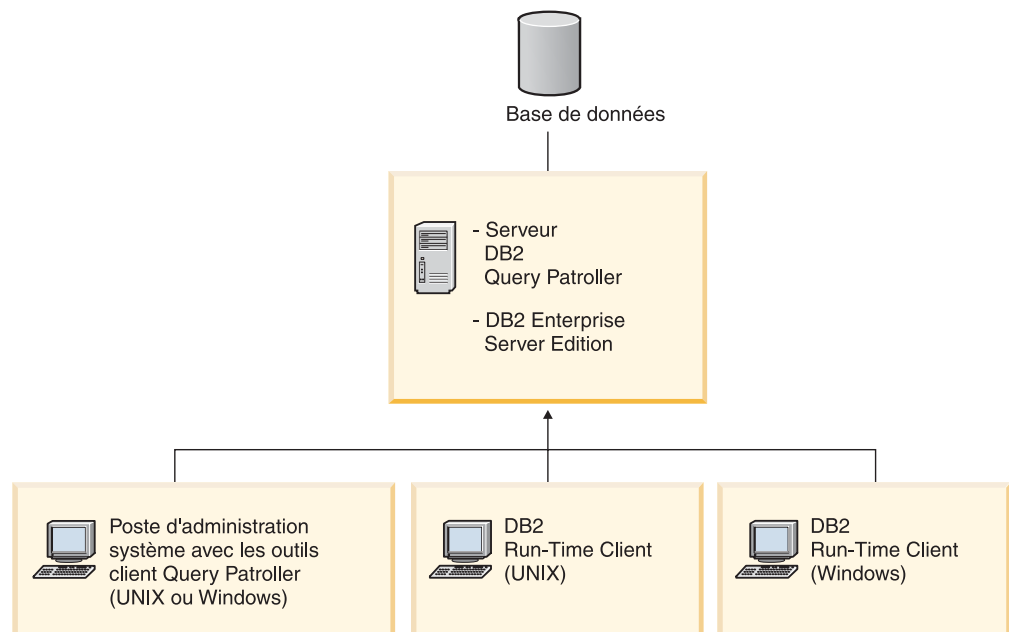 Base de données
- Serveur
DB2
Query Patroller
- DB2 Enterprise
Server Edition
Poste d'administration
système avec les outils
client Query Patroller
(UNIX ou Windows)
DB2
Run-Time Client
(UNIX)
DB2
Run-Time Client
(Windows)